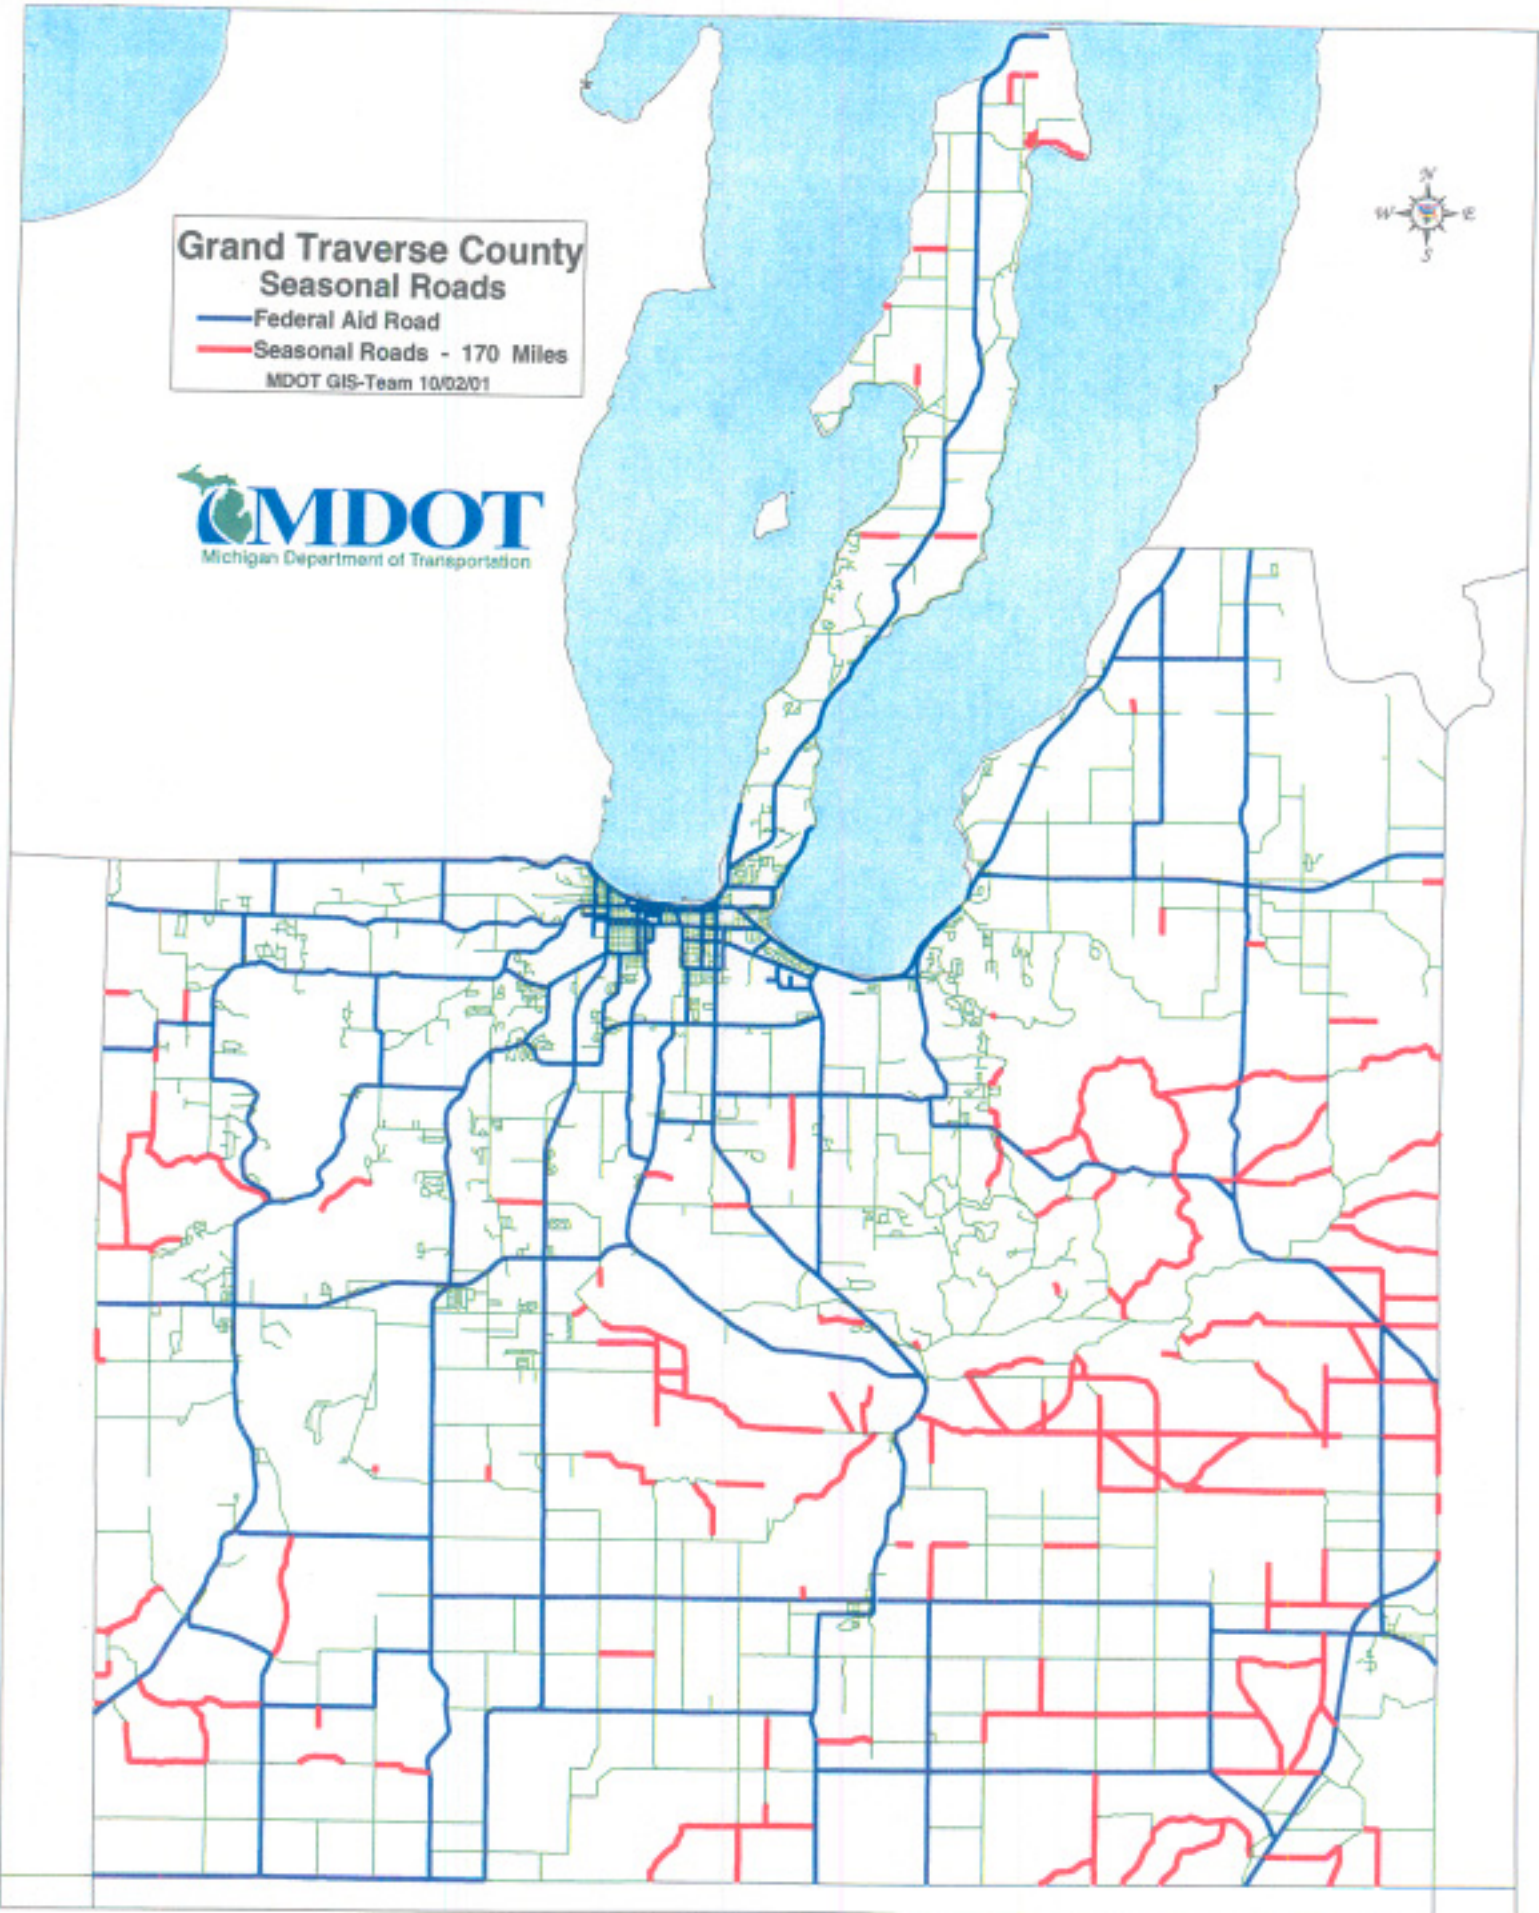 Grand Traverse County
Seasonal Roads
Federal Aid Road
Seasonal Roads - 170 Miles
MDOT GIS-Team 10/02/01
N
W E
S
MDOT
Michigan Department of Transportation